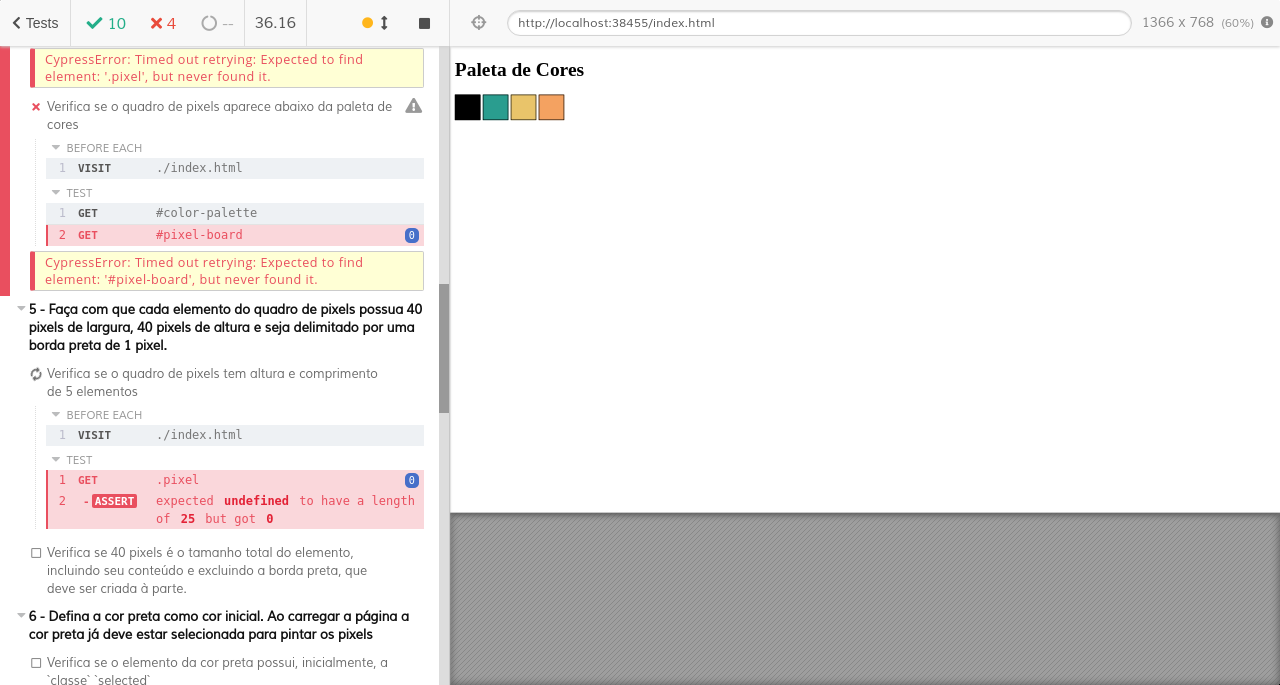 Tests 10 4 -- 36.16
http://localhost:38455/index.html 1366 x 768 (60%)
CypressError: Timed out retrying: Expected to find
element: '.pixel', but never found it.
Verifica se o quadro de pixels aparece abaixo da paleta de
cores
BEFORE EACH
1 VISIT ./index.html
TEST
1 GET #color-palette
2 GET #pixel-board 0
CypressError: Timed out retrying: Expected to find
element: '#pixel-board', but never found it.
5 - Faça com que cada elemento do quadro de pixels possua 40
pixels de largura, 40 pixels de altura e seja delimitado por uma
borda preta de 1 pixel.
Verifica se o quadro de pixels tem altura e comprimento
de 5 elementos
BEFORE EACH
1 VISIT ./index.html
TEST
1 GET .pixel 0
2 -ASSERT expected undefined to have a length
of 25 but got 0
Verifica se 40 pixels é o tamanho total do elemento,
incluindo seu conteúdo e excluindo a borda preta, que
deve ser criada à parte.
6 - Defina a cor preta como cor inicial. Ao carregar a página a
cor preta já deve estar selecionada para pintar os pixels
Verifica se o elemento da cor preta possui, inicialmente, a
`classe` `selected`
Paleta de Cores